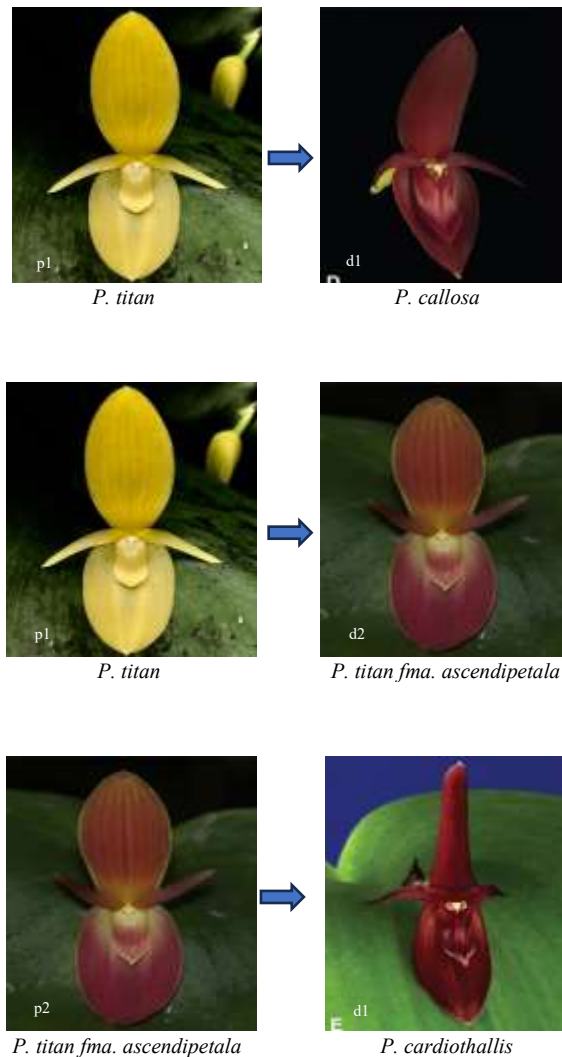 p1
d1
P. titan
P. callosa
p1
d2
P. titan
P. titan fma. ascendipetala
p2
E
d1
P. titan fma. ascendipetala
P. cardiothallis